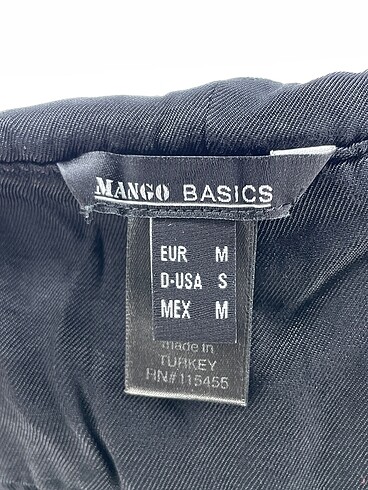 MANGO BASICS
EUR M
D-USA S
MEX M
made in
TURKEY
RN# 115455